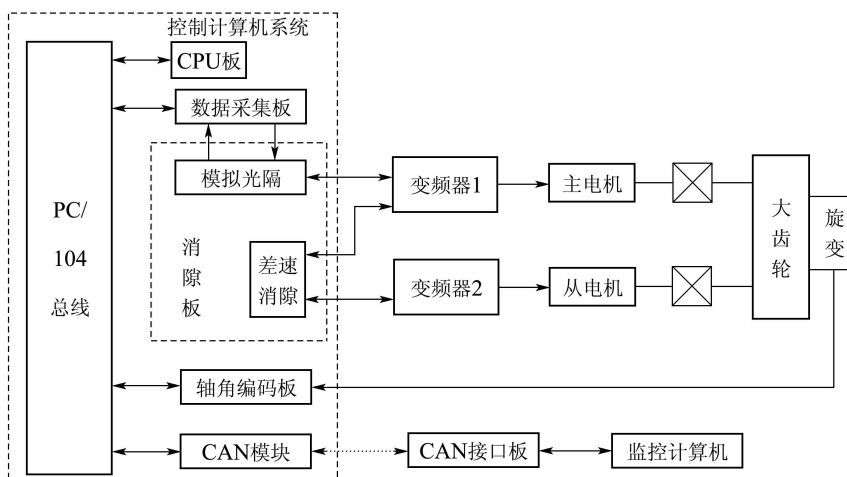 控制计算机系统
CPU板
数据采集板
模拟光隔
变频器1
主电机
PC/
104
总线
消
隙
板
差速
消隙
变频器2
从电机
大
齿
轮
旋
变
轴角编码板
CAN模块
CAN接口板
监控计算机